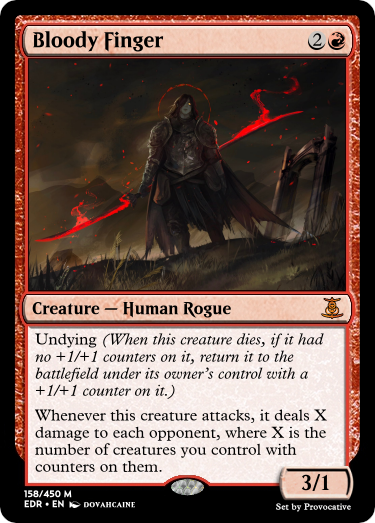 Bloody Finger 2
Creature — Human Rogue
Undying (When this creature dies, if it had
no +1/+1 counters on it, return it to the
battlefield under its owner's control with a
+1/+1 counter on it.)
Whenever this creature attacks, it deals X
damage to each opponent, where X is the
number of creatures you control with
counters on them.
3/1
158/450 M
EDR • EN DOVAHCAINE
Set by Provocative